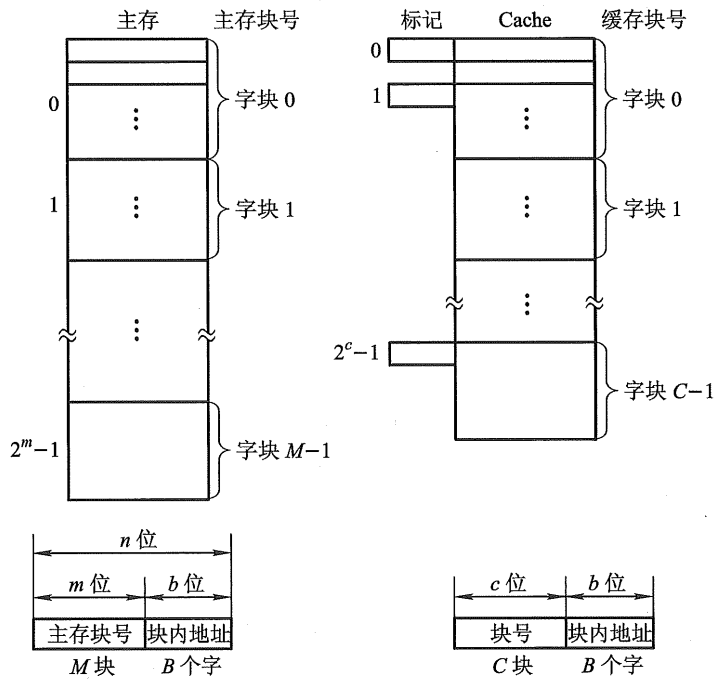 主存 主存块号
0 字块 0
1 字块 1
2^m−1 字块 M−1
n 位
m 位 b 位
主存块号 块内地址
M 块 B 个字
标记 Cache 缓存块号
0
1 字块 0
字块 1
2^c−1 字块 C−1
c 位 b 位
块号 块内地址
C 块 B 个字